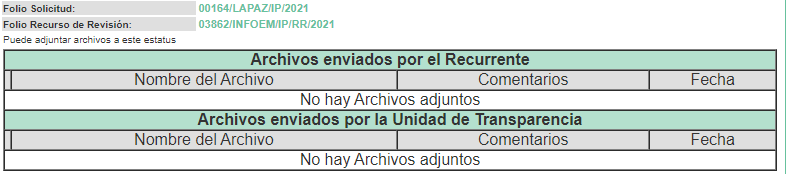 Folio Solicitud: 00164/LAPAZ/IP/2021
Folio Recurso de Revisión: 03862/INFOEM/IP/RR/2021
Puede adjuntar archivos a este estatus
Archivos enviados por el Recurrente
Nombre del Archivo Comentarios Fecha
No hay Archivos adjuntos
Archivos enviados por la Unidad de Transparencia
Nombre del Archivo Comentarios Fecha
No hay Archivos adjuntos